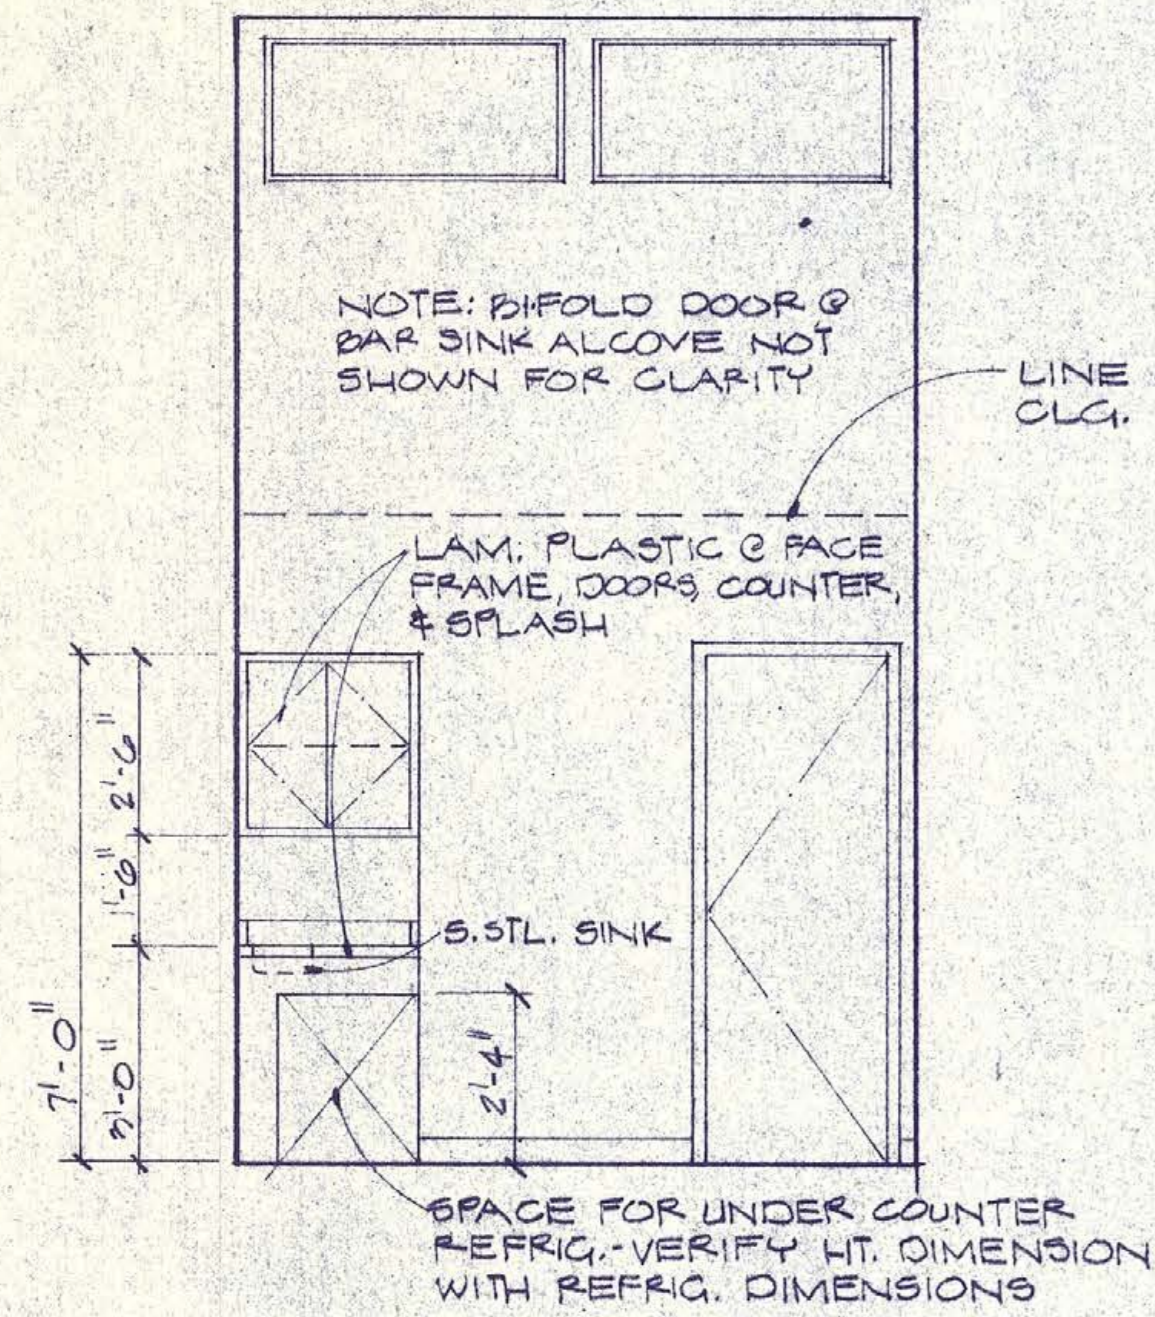 NOTE: BI-FOLD DOOR @
BAR SINK ALCOVE NOT
SHOWN FOR CLARITY
LINE
CLG.
LAM. PLASTIC @ FACE
FRAME, DOORS, COUNTER,
& SPLASH
2'-6"
1'-6"
7'-0"
3'-0"
S.STL. SINK
2'-4"
SPACE FOR UNDER COUNTER
REFRIG.-VERIFY HT. DIMENSION
WITH REFRIG. DIMENSIONS